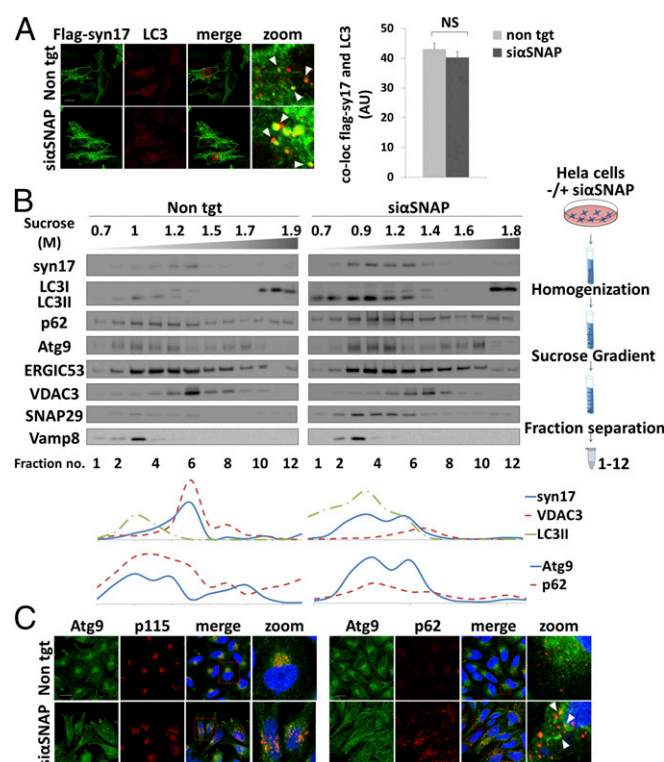 A
Flag-syn17 LC3 merge zoom
Non tgt
siαSNAP
co-loc flag-sy17 and LC3
(AU)
50
40
30
20
10
0
NS
non tgt
siαSNAP
B
Non tgt siαSNAP
Sucrose 0.7 1 1.2 1.5 1.7 1.9 0.7 0.9 1.2 1.4 1.6 1.8
(M)
syn17
LC3I
LC3II
p62
Atg9
ERGIC53
VDAC3
SNAP29
Vamp8
Fraction no. 1 2 4 6 8 10 12 1 2 4 6 8 10 12
Hela cells
-/+ siαSNAP
Homogenization
Sucrose Gradient
Fraction separation
1-12
syn17
VDAC3
LC3II
Atg9
p62
C
Atg9 p115 merge zoom Atg9 p62 merge zoom
Non tgt
siαSNAP